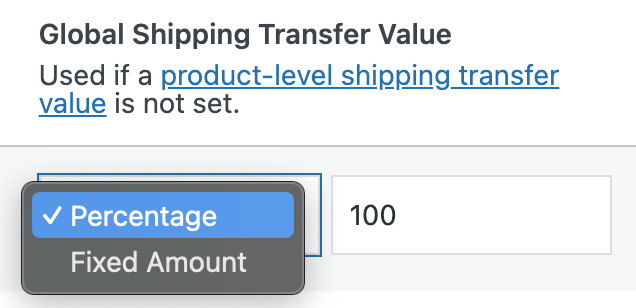 Global Shipping Transfer Value
Used if a product-level shipping transfer
value is not set.
✓ Percentage
100
Fixed Amount